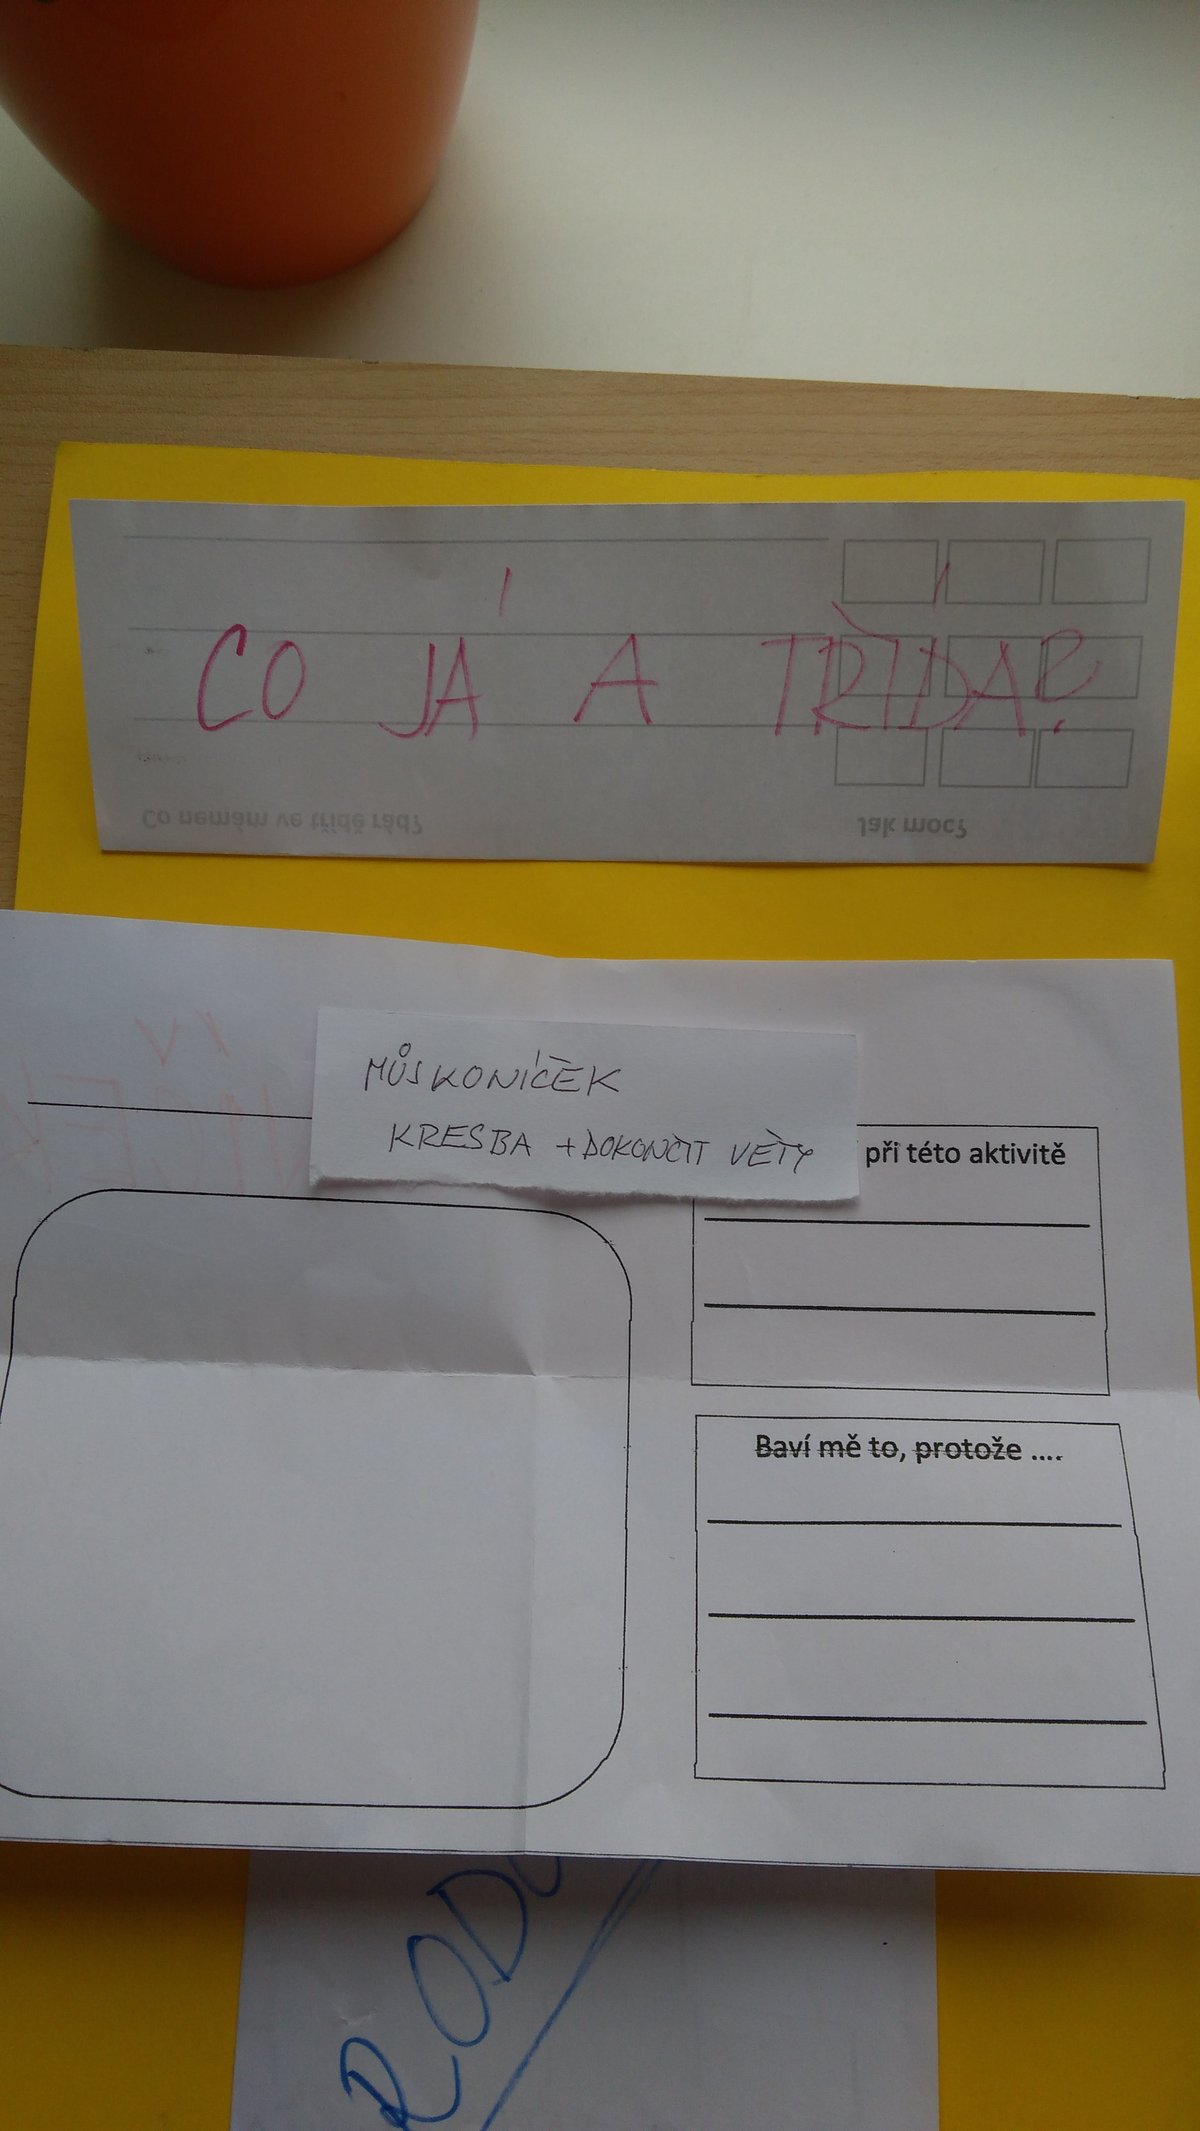 CO JÁ A TŘÍDA?
Co nemám ve třídě rád? Jak moc?
MŮJ KONÍČEK
KRESBA + DOKONČIT VĚTY
při této aktivitě
Baví mě to, protože ....